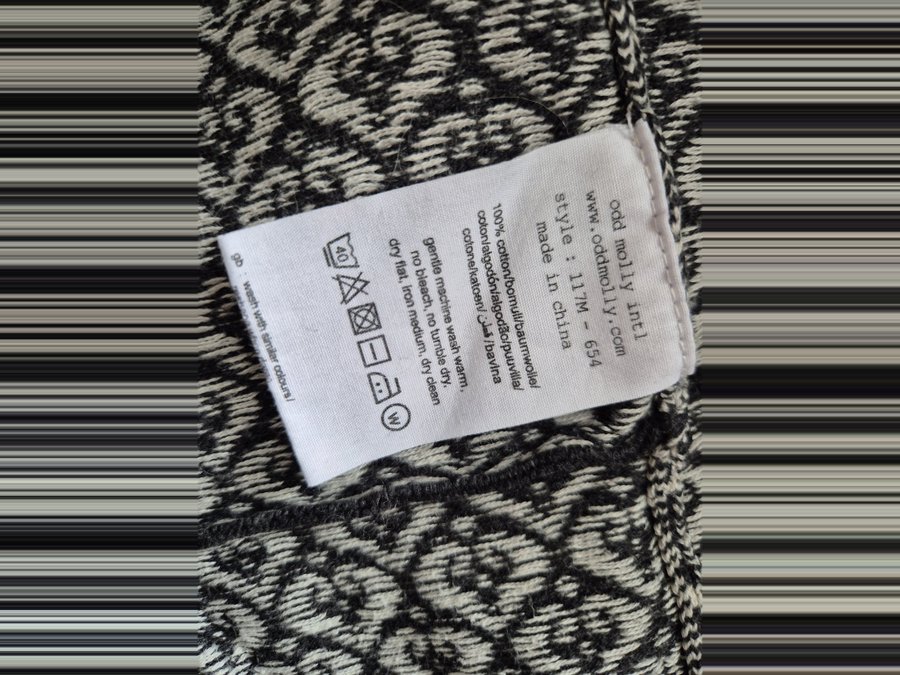 odd molly intl
www.oddmolly.com
style : 117M - 654
made in china
100% cotton/bomull/baumwolle/
coton/algodón/algodão/puuvilla/
cotone/katoen/ قطن /bavlna
gentle machine wash warm,
no bleach, no tumble dry,
dry flat, iron medium, dry clean
40 W
gb : wash with similar colours/